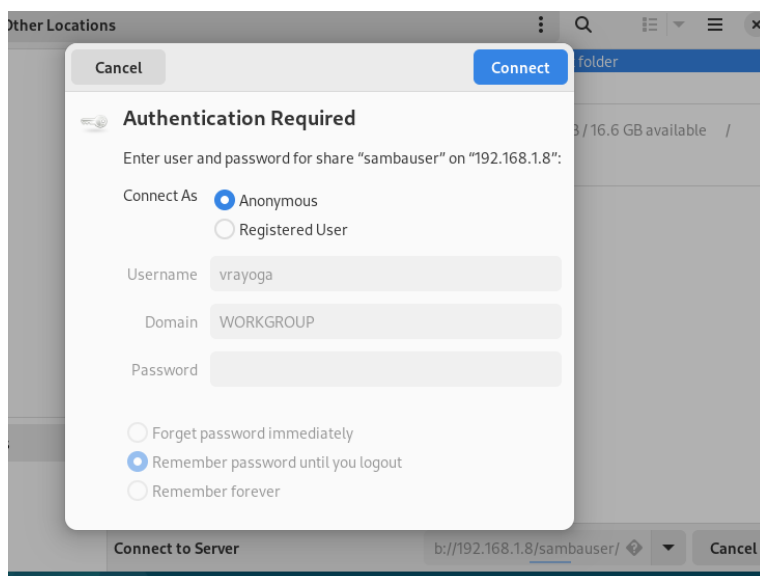 Other Locations
Cancel
Connect
folder
Authentication Required
/ 16.6 GB available /
Enter user and password for share “sambauser” on “192.168.1.8”:
Connect As
Anonymous
Registered User
Username
vrayoga
Domain
WORKGROUP
Password
Forget password immediately
Remember password until you logout
Remember forever
Connect to Server
b://192.168.1.8/sambauser/
Cancel